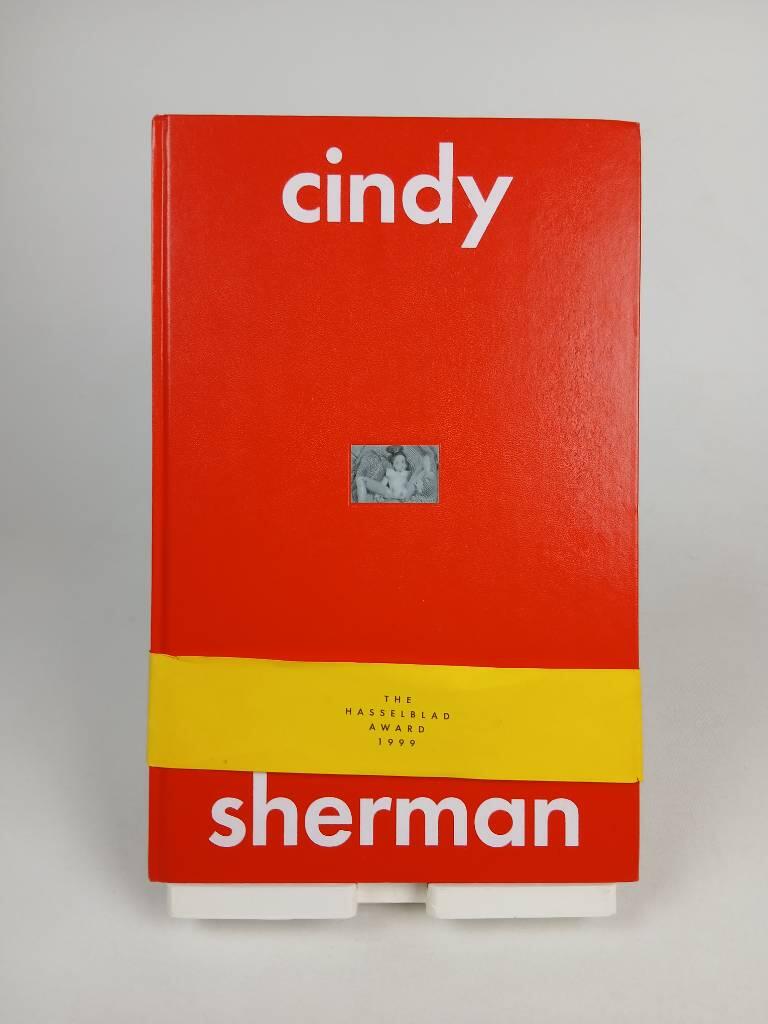 cindy
THE
HASSELBLAD
AWARD
1999
sherman